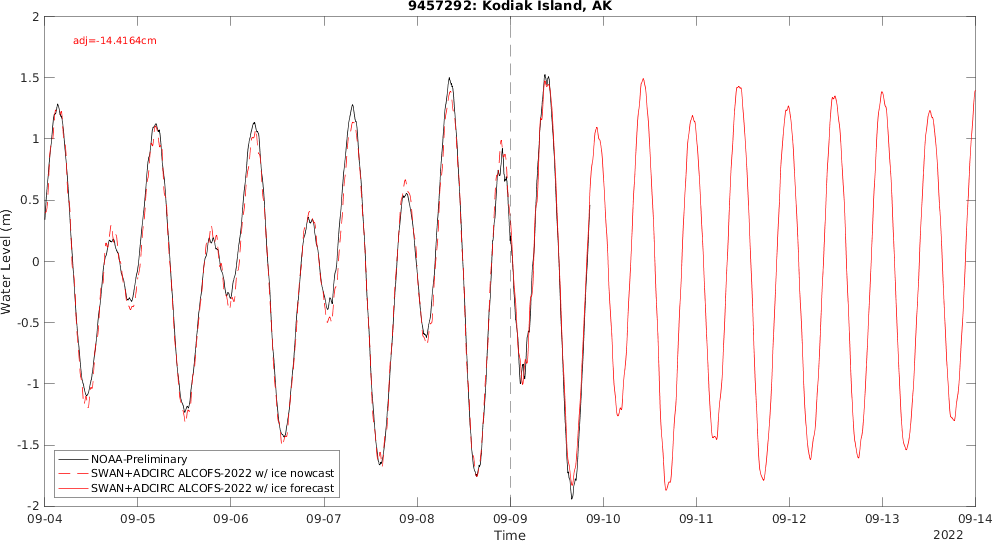 9457292: Kodiak Island, AK
adj=-14.4164cm
Water Level (m)
2
1.5
1
0.5
0
-0.5
-1
-1.5
-2
NOAA-Preliminary
SWAN+ADCIRC ALCOFS-2022 w/ ice nowcast
SWAN+ADCIRC ALCOFS-2022 w/ ice forecast
09-04 09-05 09-06 09-07 09-08 09-09 09-10 09-11 09-12 09-13 09-14
Time
2022